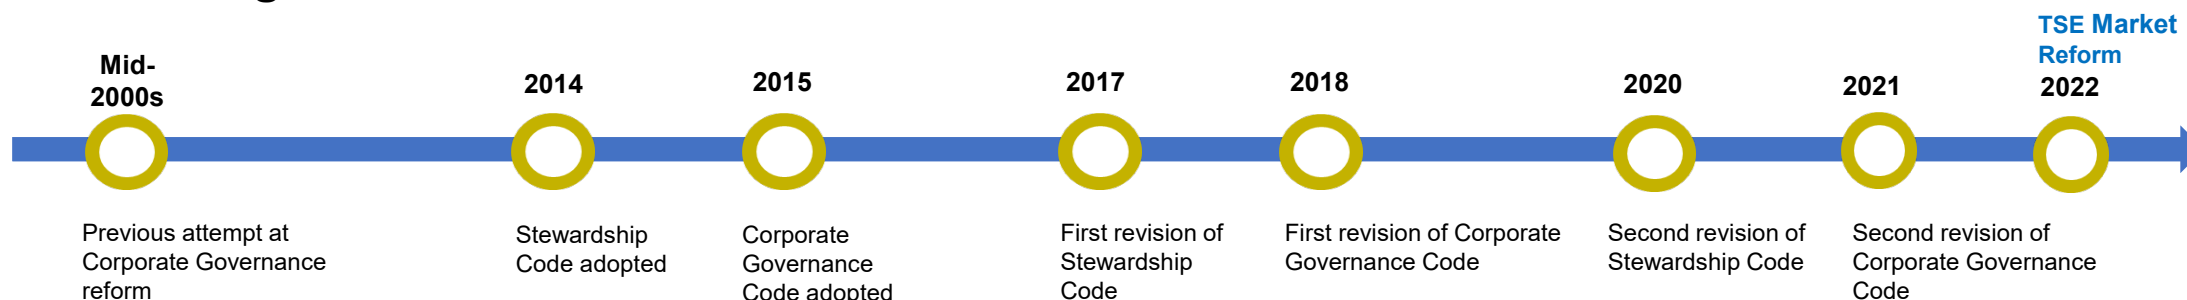 TSE Market
Reform
Mid-
2000s
2014
2015
2017
2018
2020
2021
2022
Previous attempt at
Corporate Governance
reform
Stewardship
Code adopted
Corporate
Governance
Code adopted
First revision of
Stewardship
Code
First revision of Corporate
Governance Code
Second revision of
Stewardship Code
Second revision of
Corporate Governance
Code